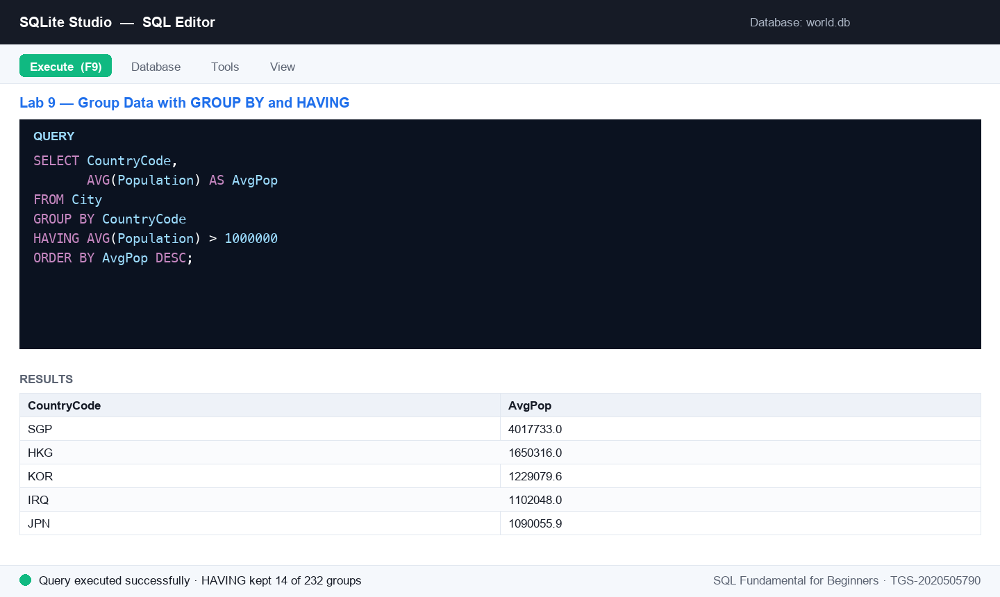 SQLite Studio — SQL Editor
Database: world.db
Execute (F9) Database Tools View
Lab 9 — Group Data with GROUP BY and HAVING
QUERY
SELECT CountryCode,
       AVG(Population) AS AvgPop
FROM City
GROUP BY CountryCode
HAVING AVG(Population) > 1000000
ORDER BY AvgPop DESC;
RESULTS
CountryCode AvgPop
SGP 4017733.0
HKG 1650316.0
KOR 1229079.6
IRQ 1102048.0
JPN 1090055.9
Query executed successfully · HAVING kept 14 of 232 groups
SQL Fundamental for Beginners · TGS-2020505790